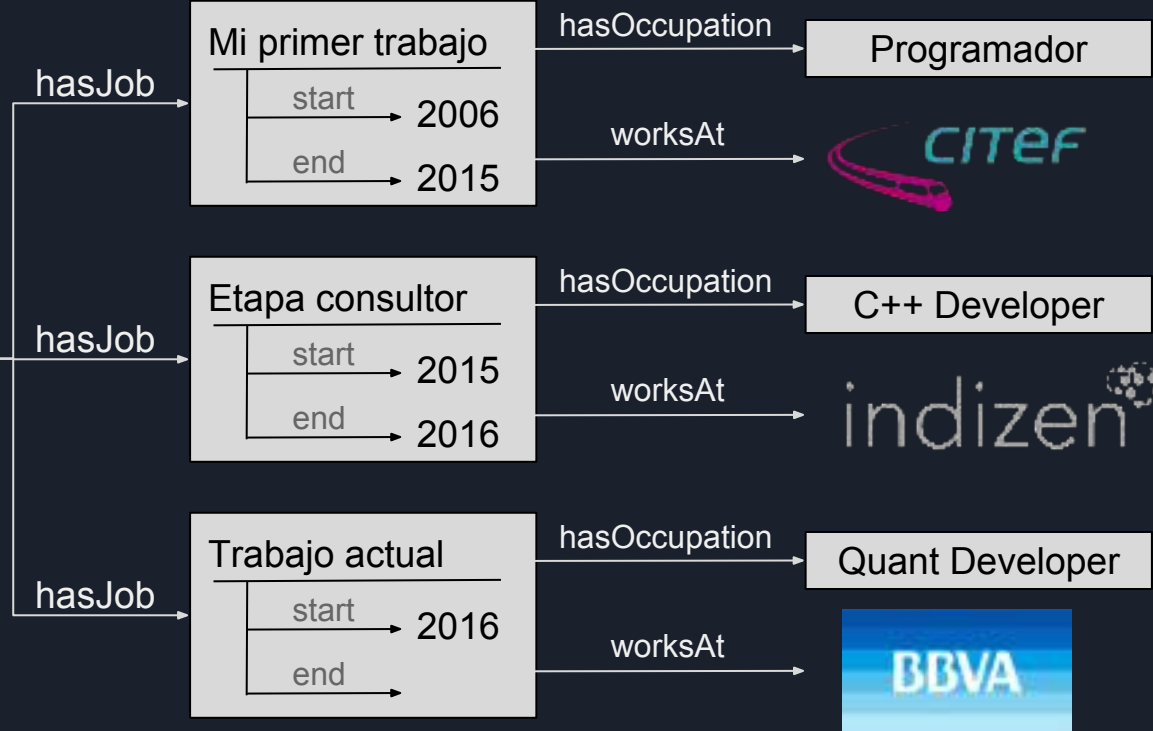 hasJob
Mi primer trabajo
start
2006
end
2015
hasOccupation
Programador
worksAt
CITEF
hasJob
Etapa consultor
start
2015
end
2016
hasOccupation
C++ Developer
worksAt
indizen
hasJob
Trabajo actual
start
2016
end
hasOccupation
Quant Developer
worksAt
BBVA